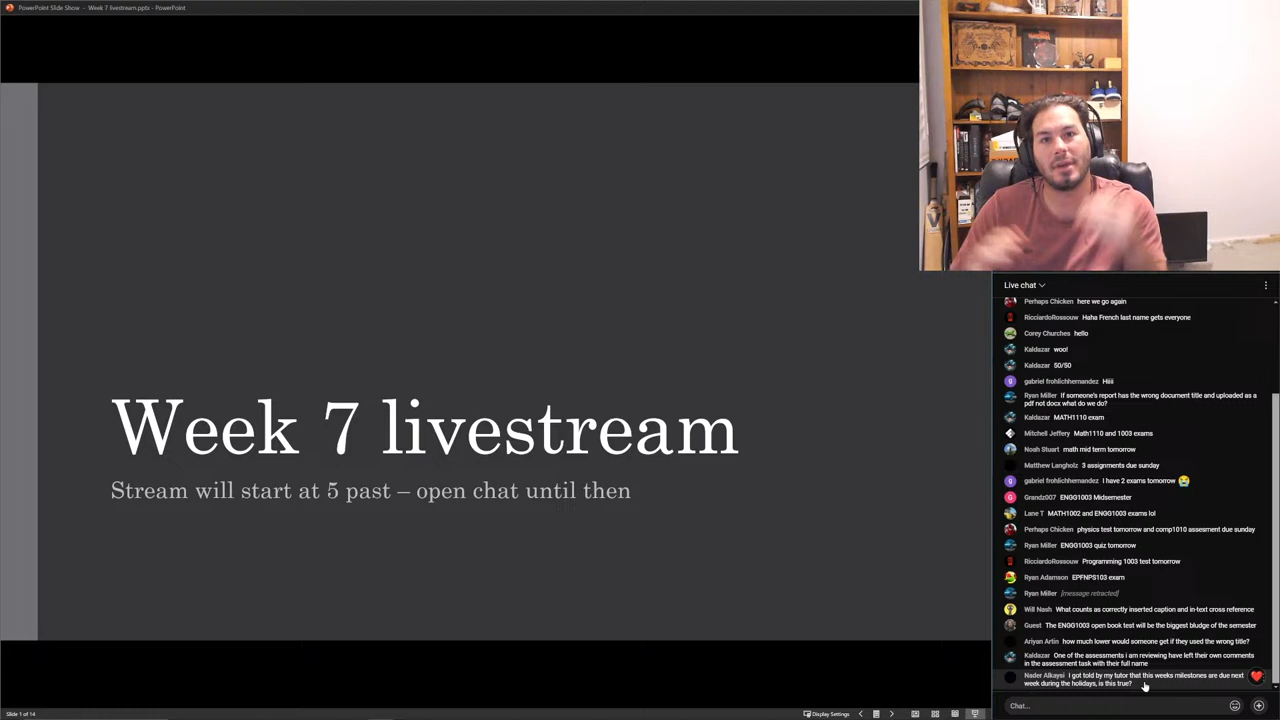 PowerPoint Slide Show - Week 7 livestream.ppts - PowerPoint
Week 7 livestream
Stream will start at 5 past – open chat until then
Live chat
Perhaps Chicken here we go again
RicciardoRossouw Haha French last name gets everyone
Corey Churches hello
Kaldazar woo!
Kaldazar 50/50
gabriel frohlichhernandez Hiiii
Ryan Miller If someone's report has the wrong document title and uploaded as a
pdf not docx what do we do?
Kaldazar MATH1110 exam
Mitchell Jeffery Math1110 and 1003 exams
Noah Stuart math mid term tomorrow
Matthew Langholz 3 assignments due sunday
gabriel frohlichhernandez I have 2 exams tomorrow 😭
Grandz007 ENGG1003 Midsemester
Lane T MATH1002 and ENGG1003 exams lol
Perhaps Chicken physics test tomorrow and comp1010 assesment due sunday
Ryan Miller ENGG1003 quiz tomorrow
RicciardoRossouw Programming 1003 test tomorrow
Ryan Adamson EPFNPS103 exam
Ryan Miller [message retracted]
Will Nash What counts as correctly inserted caption and in-text cross reference
Guest The ENGG1003 open book test will be the biggest bludge of the semester
Ariyan Artin how much lower would someone get if they used the wrong title?
Kaldazar One of the assessments i am reviewing have left their own comments
in the assessment task with their full name
Nader Alkaysi I got told by my tutor that this weeks milestones are due next
week during the holidays, is this true?
Chat...
Slide 1 of 14
Display Settings